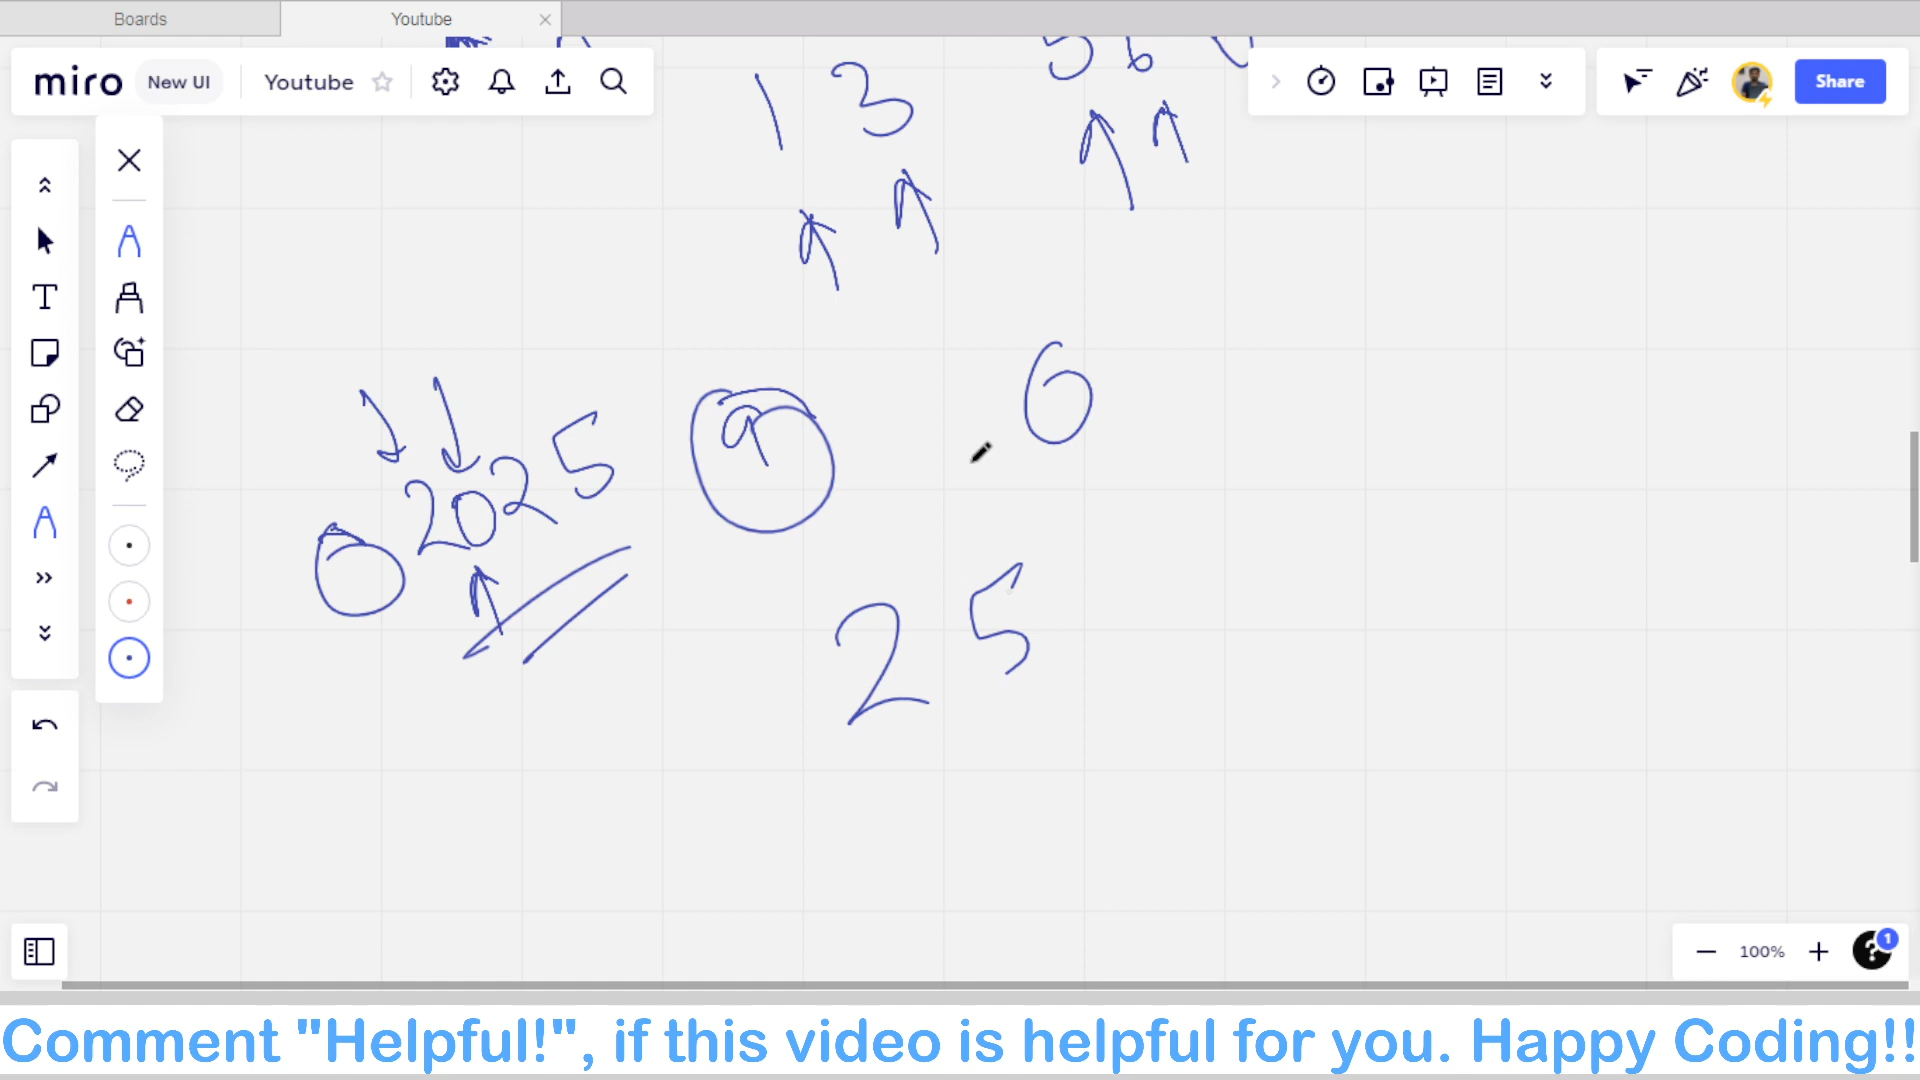 Boards
Youtube
miro
New UI
Youtube
Share
1 3
5 6
2025
9
6
2 5
100%
1
Comment "Helpful!", if this video is helpful for you. Happy Coding!!